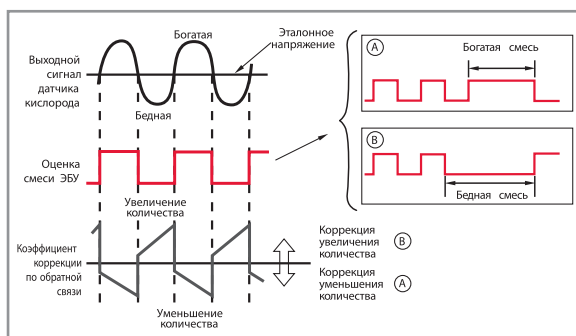 Выходной
сигнал
датчика
кислорода
Богатая
Эталонное
напряжение
Бедная
Оценка
смеси ЭБУ
Увеличение
количества
Коэффициент
коррекции
по обратной
связи
Уменьшение
количества
Коррекция
увеличения
количества
B
Коррекция
уменьшения
количества
A
A
Богатая смесь
B
Бедная смесь